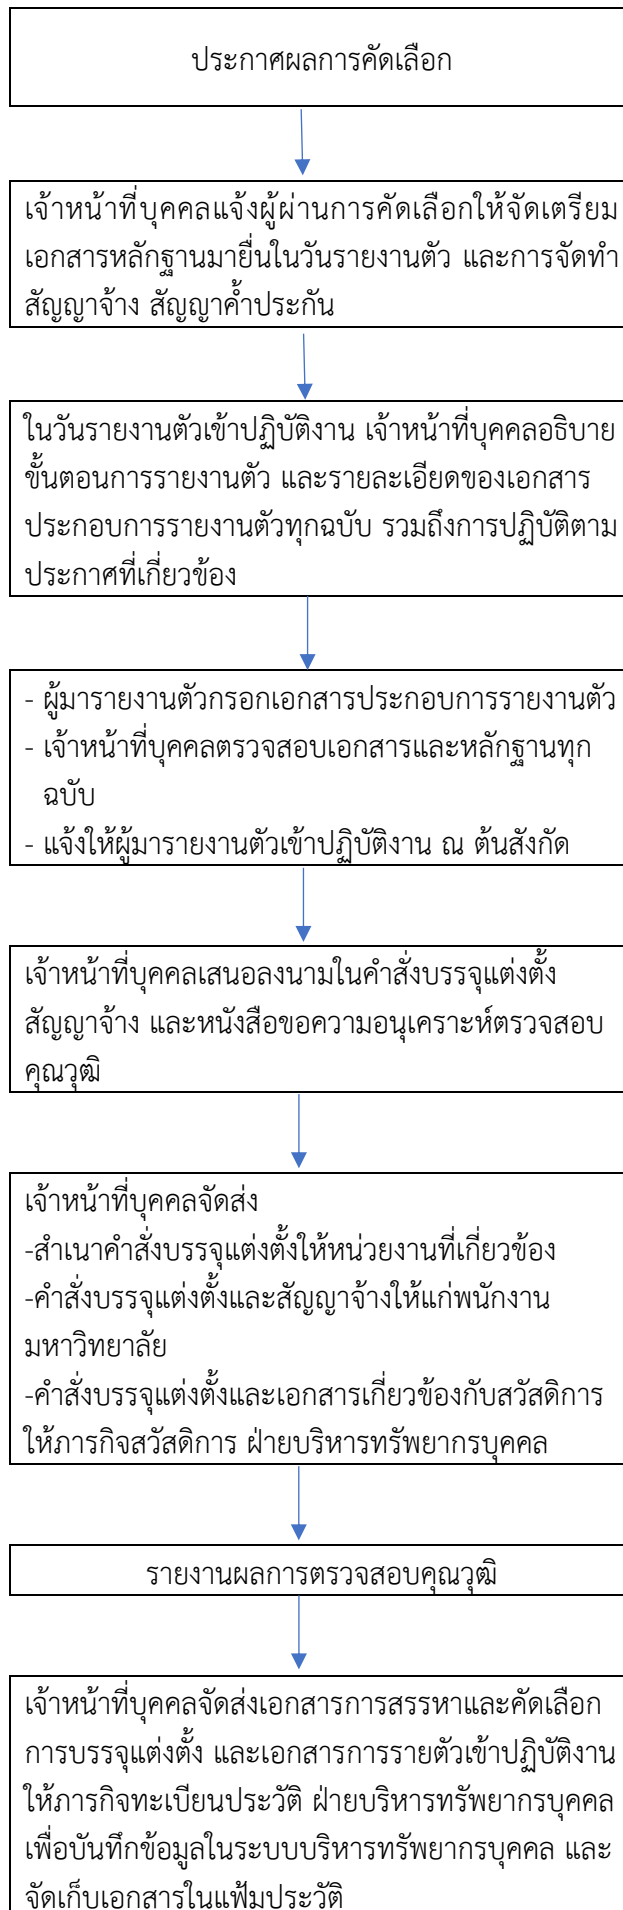 ประกาศผลการคัดเลือก
เจ้าหน้าที่บุคคลแจ้งผู้ผ่านการคัดเลือกให้จัดเตรียม
เอกสารหลักฐานมายื่นในวันรายงานตัว และการจัดทำ
สัญญาจ้าง สัญญาค้ำประกัน
ในวันรายงานตัวเข้าปฏิบัติงาน เจ้าหน้าที่บุคคลอธิบาย
ขั้นตอนการรายงานตัว และรายละเอียดของเอกสาร
ประกอบการรายงานตัวทุกฉบับ รวมถึงการปฏิบัติตาม
ประกาศที่เกี่ยวข้อง
- ผู้มารายงานตัวกรอกเอกสารประกอบการรายงานตัว
- เจ้าหน้าที่บุคคลตรวจสอบเอกสารและหลักฐานทุก
ฉบับ
- แจ้งให้ผู้มารายงานตัวเข้าปฏิบัติงาน ณ ต้นสังกัด
เจ้าหน้าที่บุคคลเสนอลงนามในคำสั่งบรรจุแต่งตั้ง
สัญญาจ้าง และหนังสือขอความอนุเคราะห์ตรวจสอบ
คุณวุฒิ
เจ้าหน้าที่บุคคลจัดส่ง
-สำเนาคำสั่งบรรจุแต่งตั้งให้หน่วยงานที่เกี่ยวข้อง
-คำสั่งบรรจุแต่งตั้งและสัญญาจ้างให้แก่พนักงาน
มหาวิทยาลัย
-คำสั่งบรรจุแต่งตั้งและเอกสารเกี่ยวข้องกับสวัสดิการ
ให้ภารกิจสวัสดิการ ฝ่ายบริหารทรัพยากรบุคคล
รายงานผลการตรวจสอบคุณวุฒิ
เจ้าหน้าที่บุคคลจัดส่งเอกสารการสรรหาและคัดเลือก
การบรรจุแต่งตั้ง และเอกสารการรายตัวเข้าปฏิบัติงาน
ให้ภารกิจทะเบียนประวัติ ฝ่ายบริหารทรัพยากรบุคคล
เพื่อบันทึกข้อมูลในระบบบริหารทรัพยากรบุคคล และ
จัดเก็บเอกสารในแฟ้มประวัติ